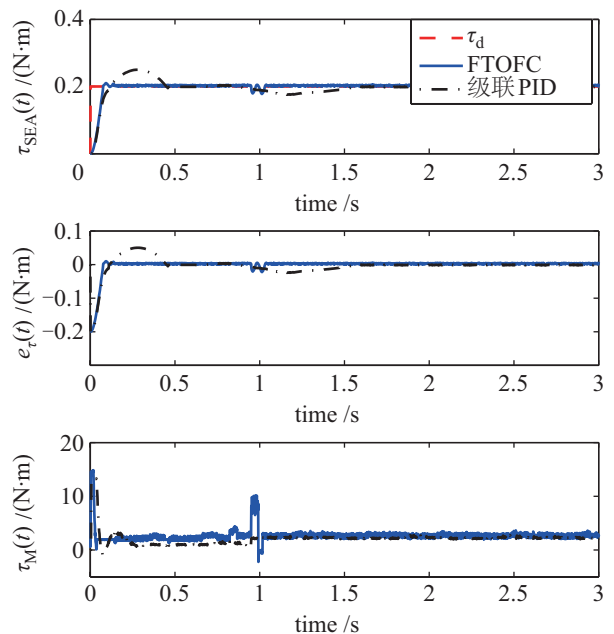 0.4
0.2
0
τSEA(t) /(N·m)
τd
FTOFC
级联PID
0 0.5 1 1.5 2 2.5 3
time /s
0.1
0
−0.1
−0.2
eτ(t) /(N·m)
0 0.5 1 1.5 2 2.5 3
time /s
20
10
0
τM(t) /(N·m)
0 0.5 1 1.5 2 2.5 3
time /s